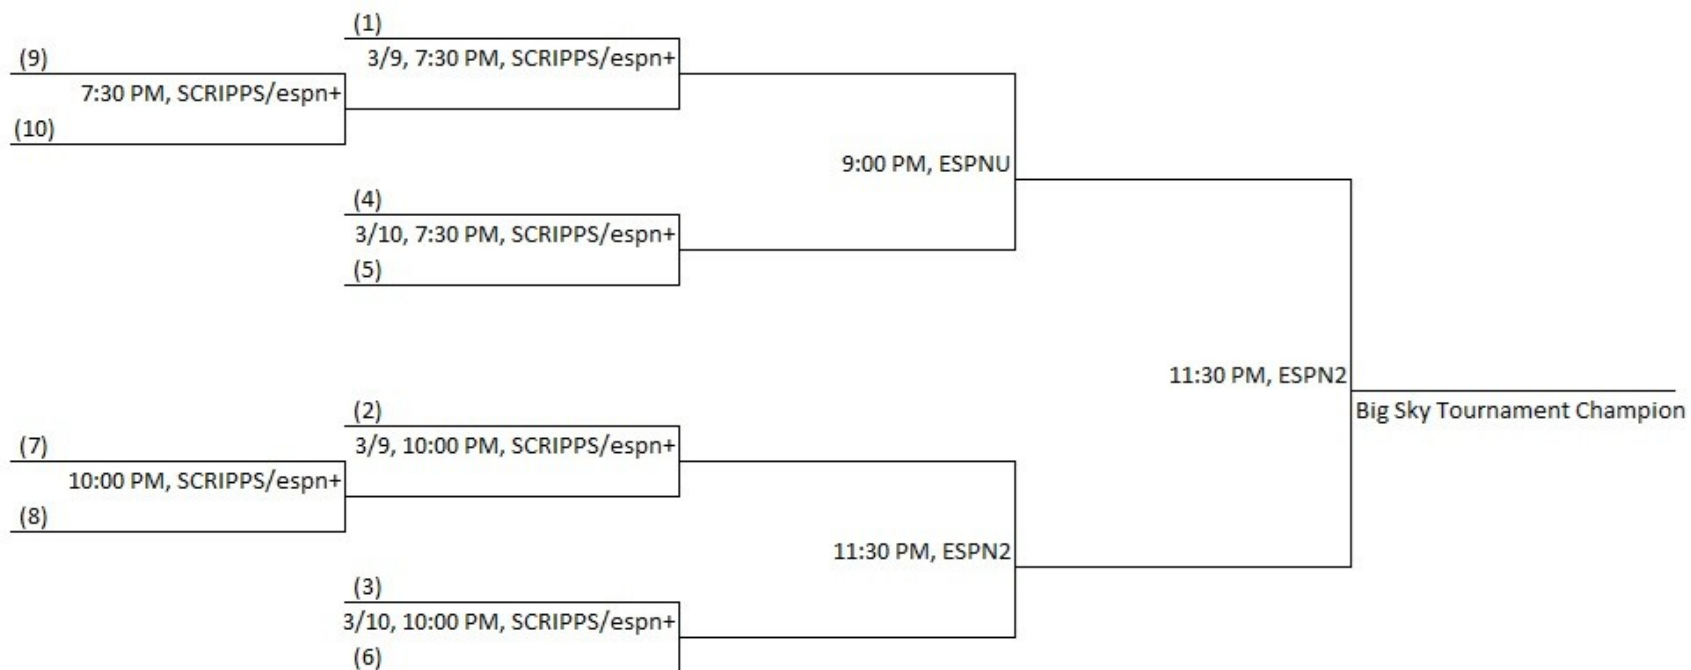 (1)
(9)
3/9, 7:30 PM, SCRIPPS/espn+
7:30 PM, SCRIPPS/espn+
(10)
9:00 PM, ESPNU
(4)
3/10, 7:30 PM, SCRIPPS/espn+
(5)
11:30 PM, ESPN2
Big Sky Tournament Champion
(2)
(7)
3/9, 10:00 PM, SCRIPPS/espn+
10:00 PM, SCRIPPS/espn+
(8)
11:30 PM, ESPN2
(3)
3/10, 10:00 PM, SCRIPPS/espn+
(6)